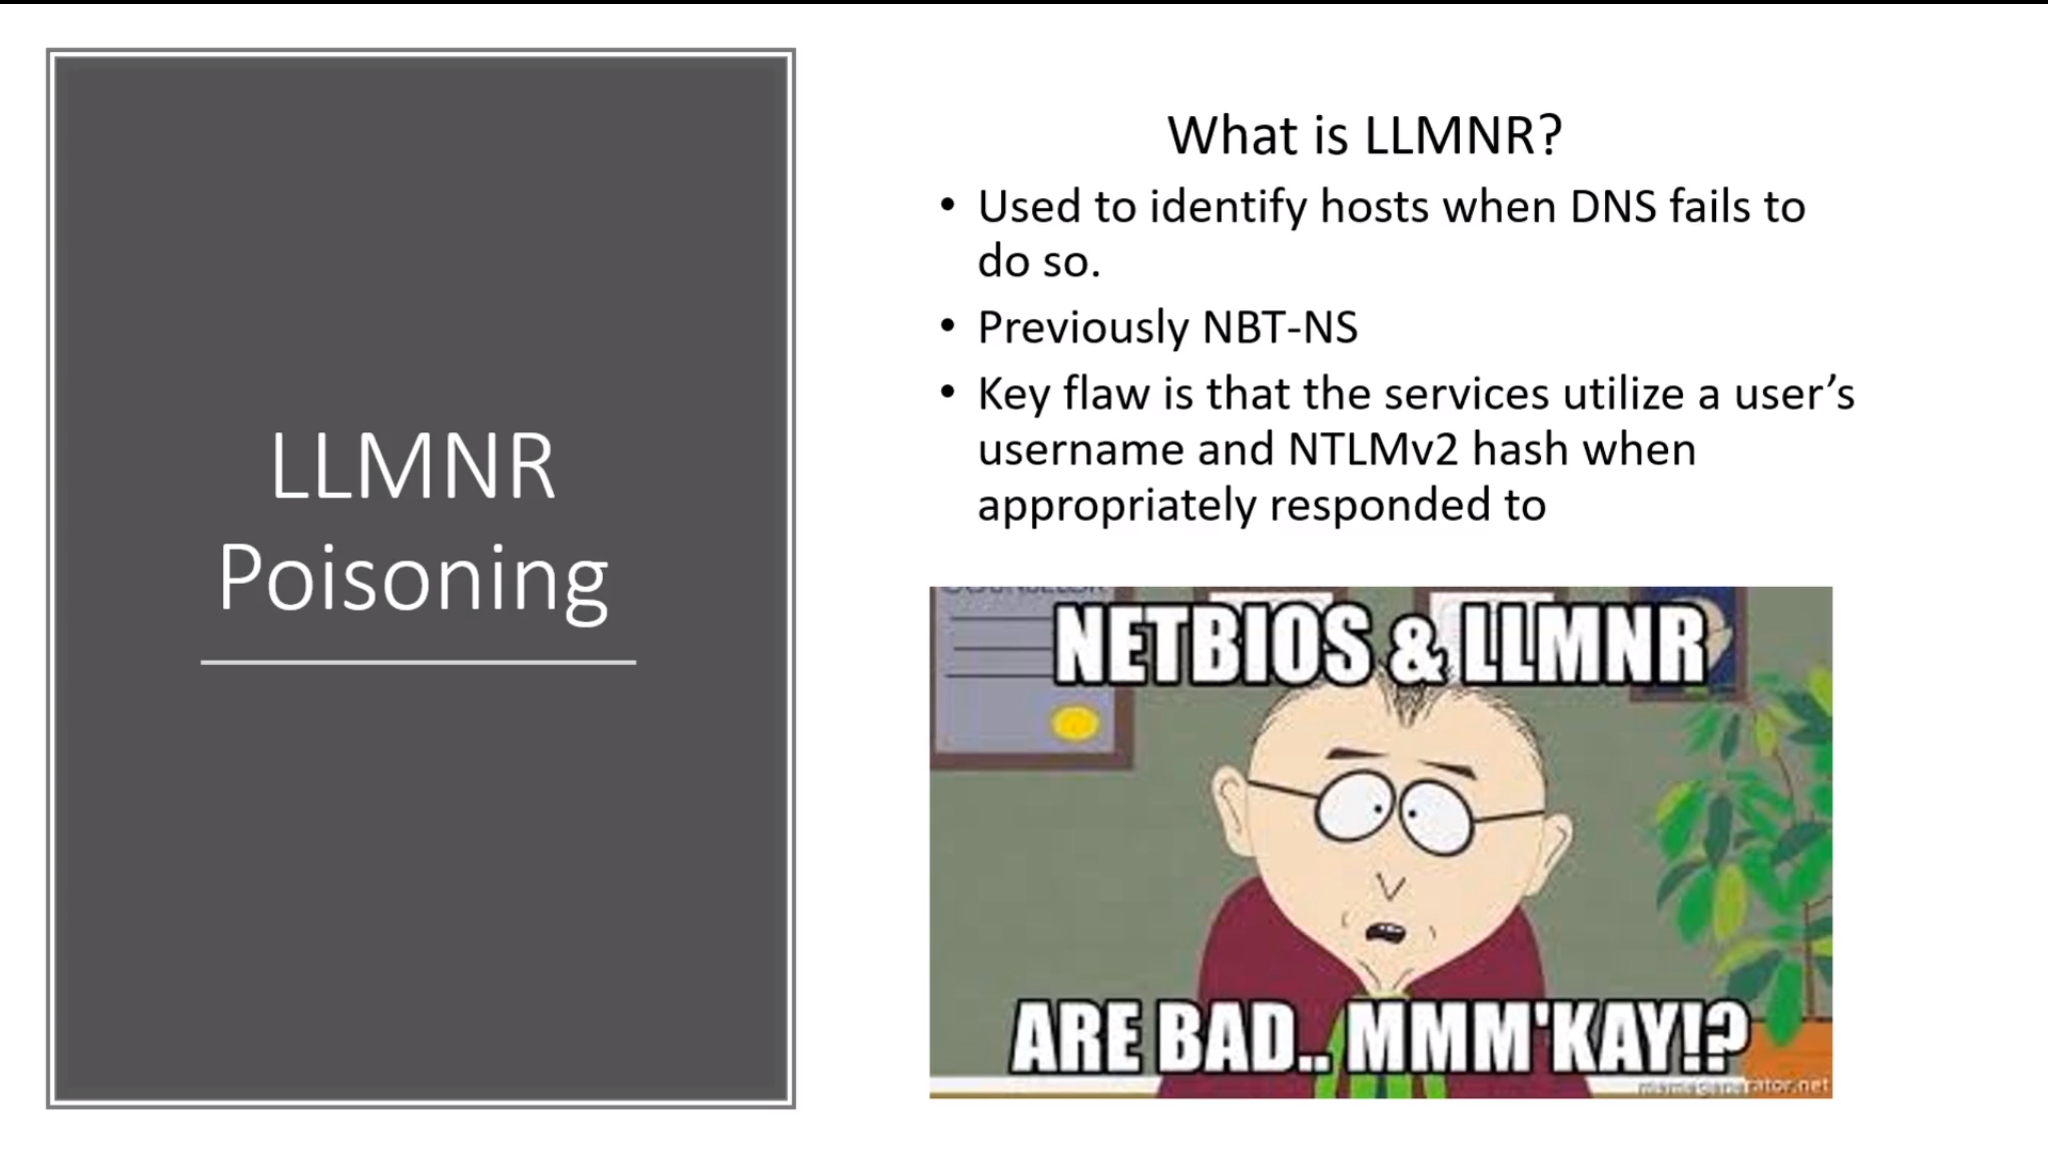 LLMNR
Poisoning
What is LLMNR?
• Used to identify hosts when DNS fails to
do so.
• Previously NBT-NS
• Key flaw is that the services utilize a user’s
username and NTLMv2 hash when
appropriately responded to
COUNSELOR
NETBIOS & LLMNR
ARE BAD.. MMM'KAY!?
memegenerator.net